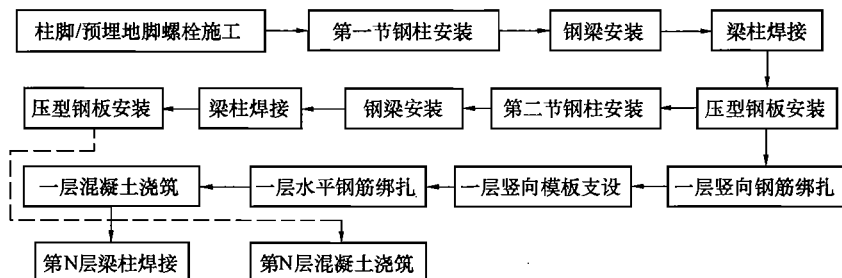 柱脚/预埋地脚螺栓施工
第一节钢柱安装
钢梁安装
梁柱焊接
压型钢板安装
梁柱焊接
钢梁安装
第二节钢柱安装
压型钢板安装
一层混凝土浇筑
一层水平钢筋绑扎
一层竖向模板支设
一层竖向钢筋绑扎
第N层梁柱焊接
第N层混凝土浇筑